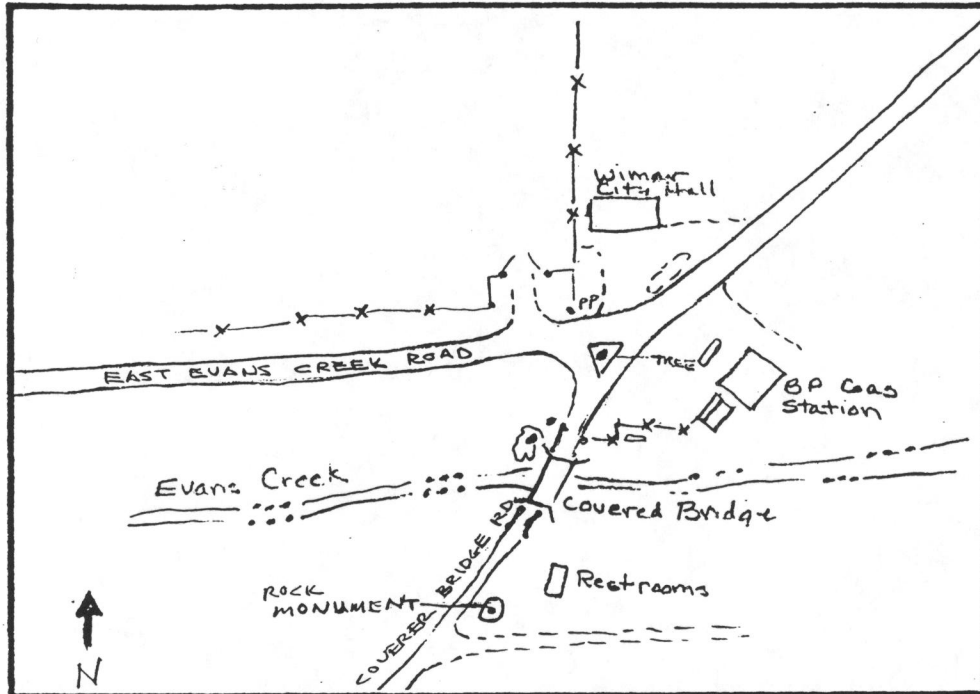 Wimar
City Hall
PP
EAST EVANS CREEK ROAD
TREE
BP Gas
Station
Evans Creek
Covered Bridge
COVERED BRIDGE RD
Restrooms
ROCK
MONUMENT
N